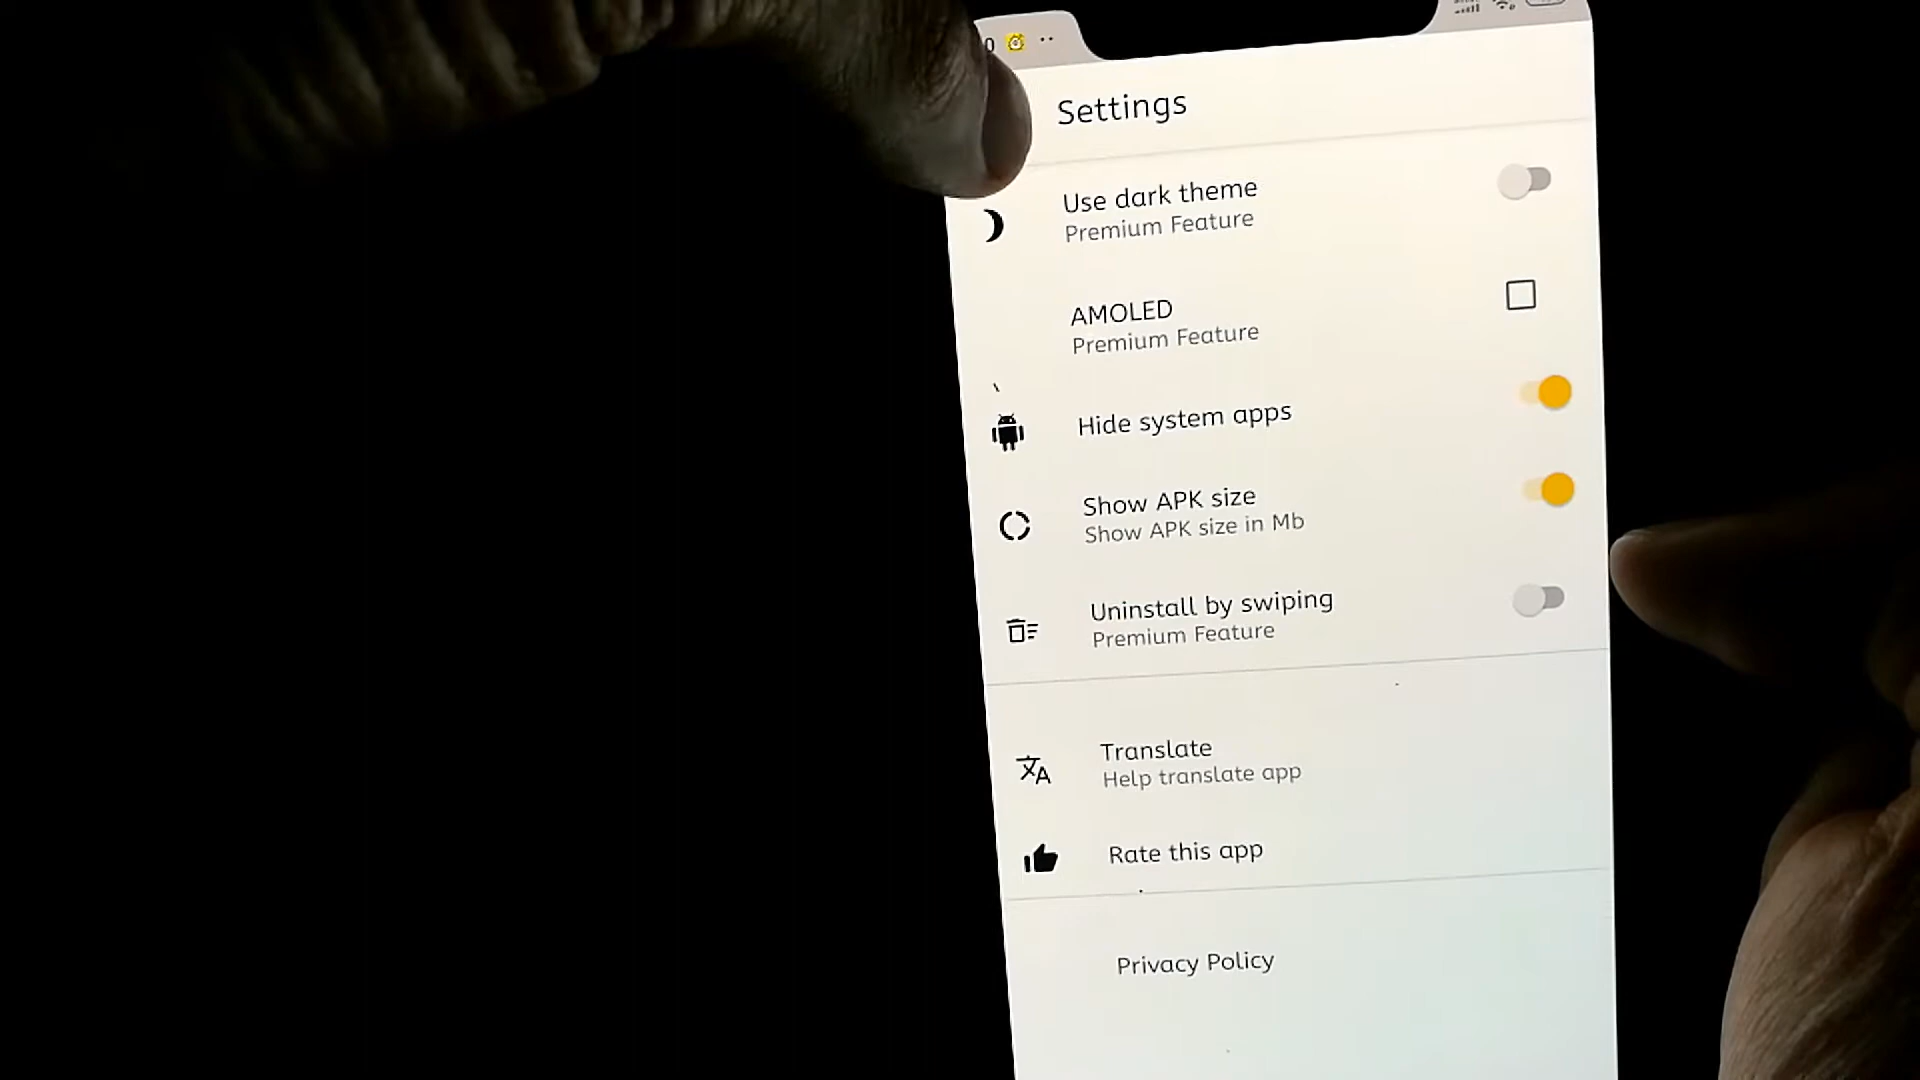 Settings
Use dark theme
Premium Feature
AMOLED
Premium Feature
Hide system apps
Show APK size
Show APK size in Mb
Uninstall by swiping
Premium Feature
Translate
Help translate app
Rate this app
Privacy Policy